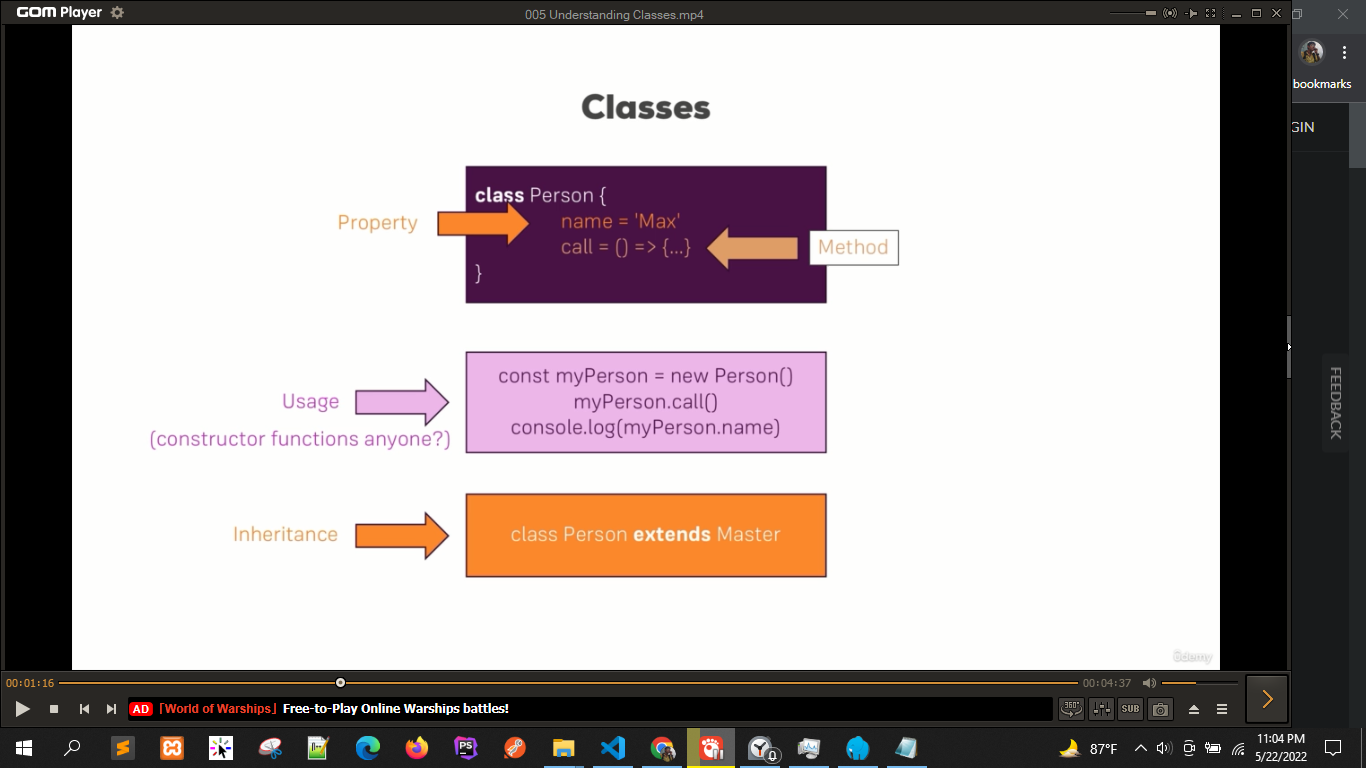 GOM Player
005 Understanding Classes.mp4
bookmarks
GIN
Classes
class Person {
Property
name = 'Max'
call = () => {...}
Method
}
const myPerson = new Person()
Usage
myPerson.call()
(constructor functions anyone?)
console.log(myPerson.name)
Inheritance
class Person extends Master
FEEDBACK
ûdemy
00:01:16
00:04:37
AD
「World of Warships」 Free-to-Play Online Warships battles!
360°
SUB
PS
87°F
11:04 PM
5/22/2022